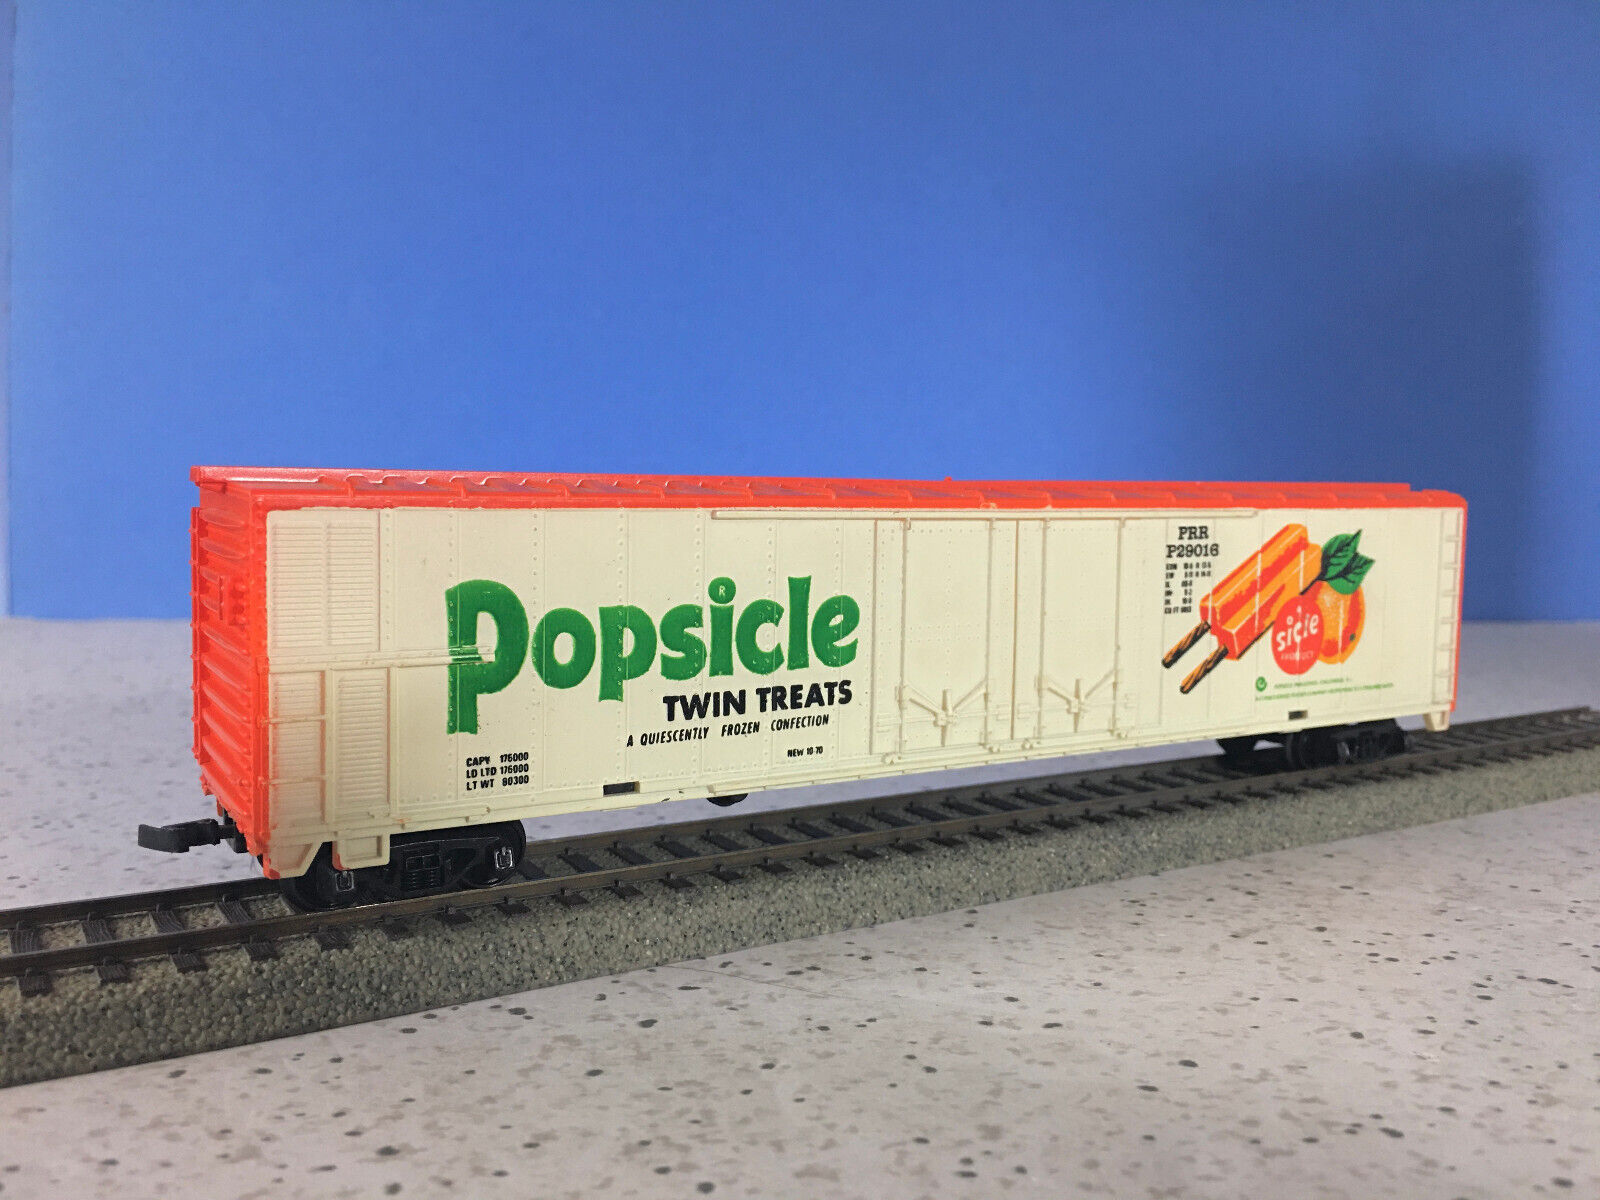 Popsicle ®
TWIN TREATS
A QUIESCENTLY FROZEN CONFECTION
CAPY. 176000
LD LTD 176000
LT WT 80300
NEW 10-70
PRR
P29016
sicle
PRODUCT